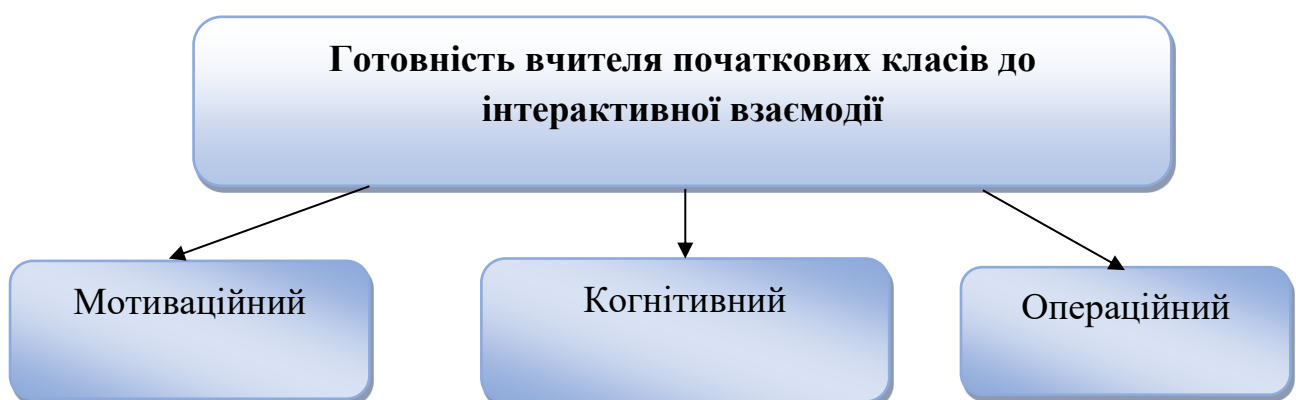 Готовність вчителя початкових класів до
інтерактивної взаємодії
Мотиваційний
Когнітивний
Операційний